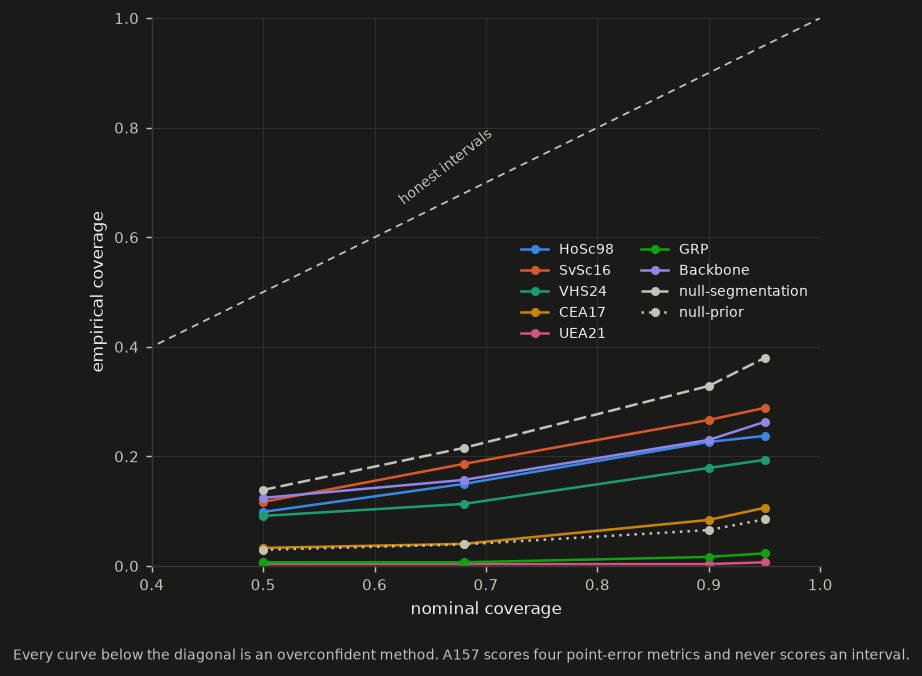 1.0
0.8
0.6
0.4
0.2
0.0
empirical coverage
honest intervals
HoSc98
SvSc16
VHS24
CEA17
UEA21
GRP
Backbone
null-segmentation
null-prior
0.4 0.5 0.6 0.7 0.8 0.9 1.0
nominal coverage
Every curve below the diagonal is an overconfident method. A157 scores four point-error metrics and never scores an interval.